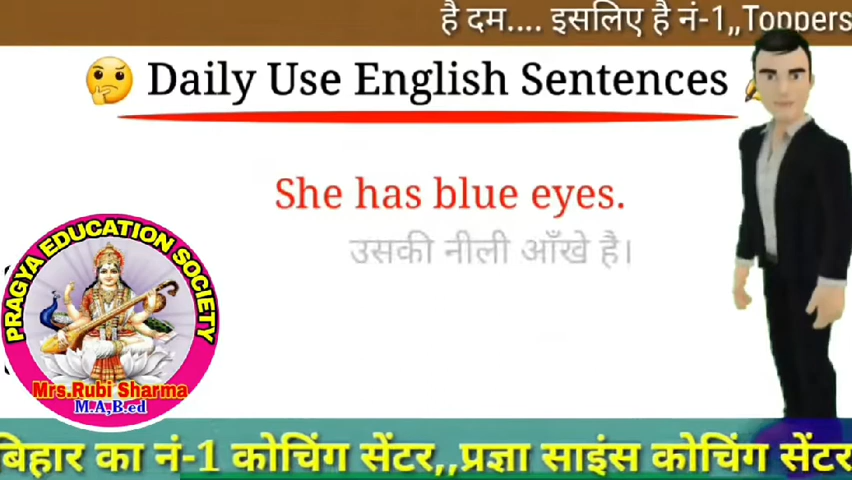 है दम.... इसलिए है नं-1,,Toppers
Daily Use English Sentences
She has blue eyes.
उसकी नीली आँखे है।
PRAGYA EDUCATION SOCIETY
Mrs.Rubi Sharma
M.A,B.ed
बिहार का नं-1 कोचिंग सेंटर,,प्रज्ञा साइंस कोचिंग सेंटर